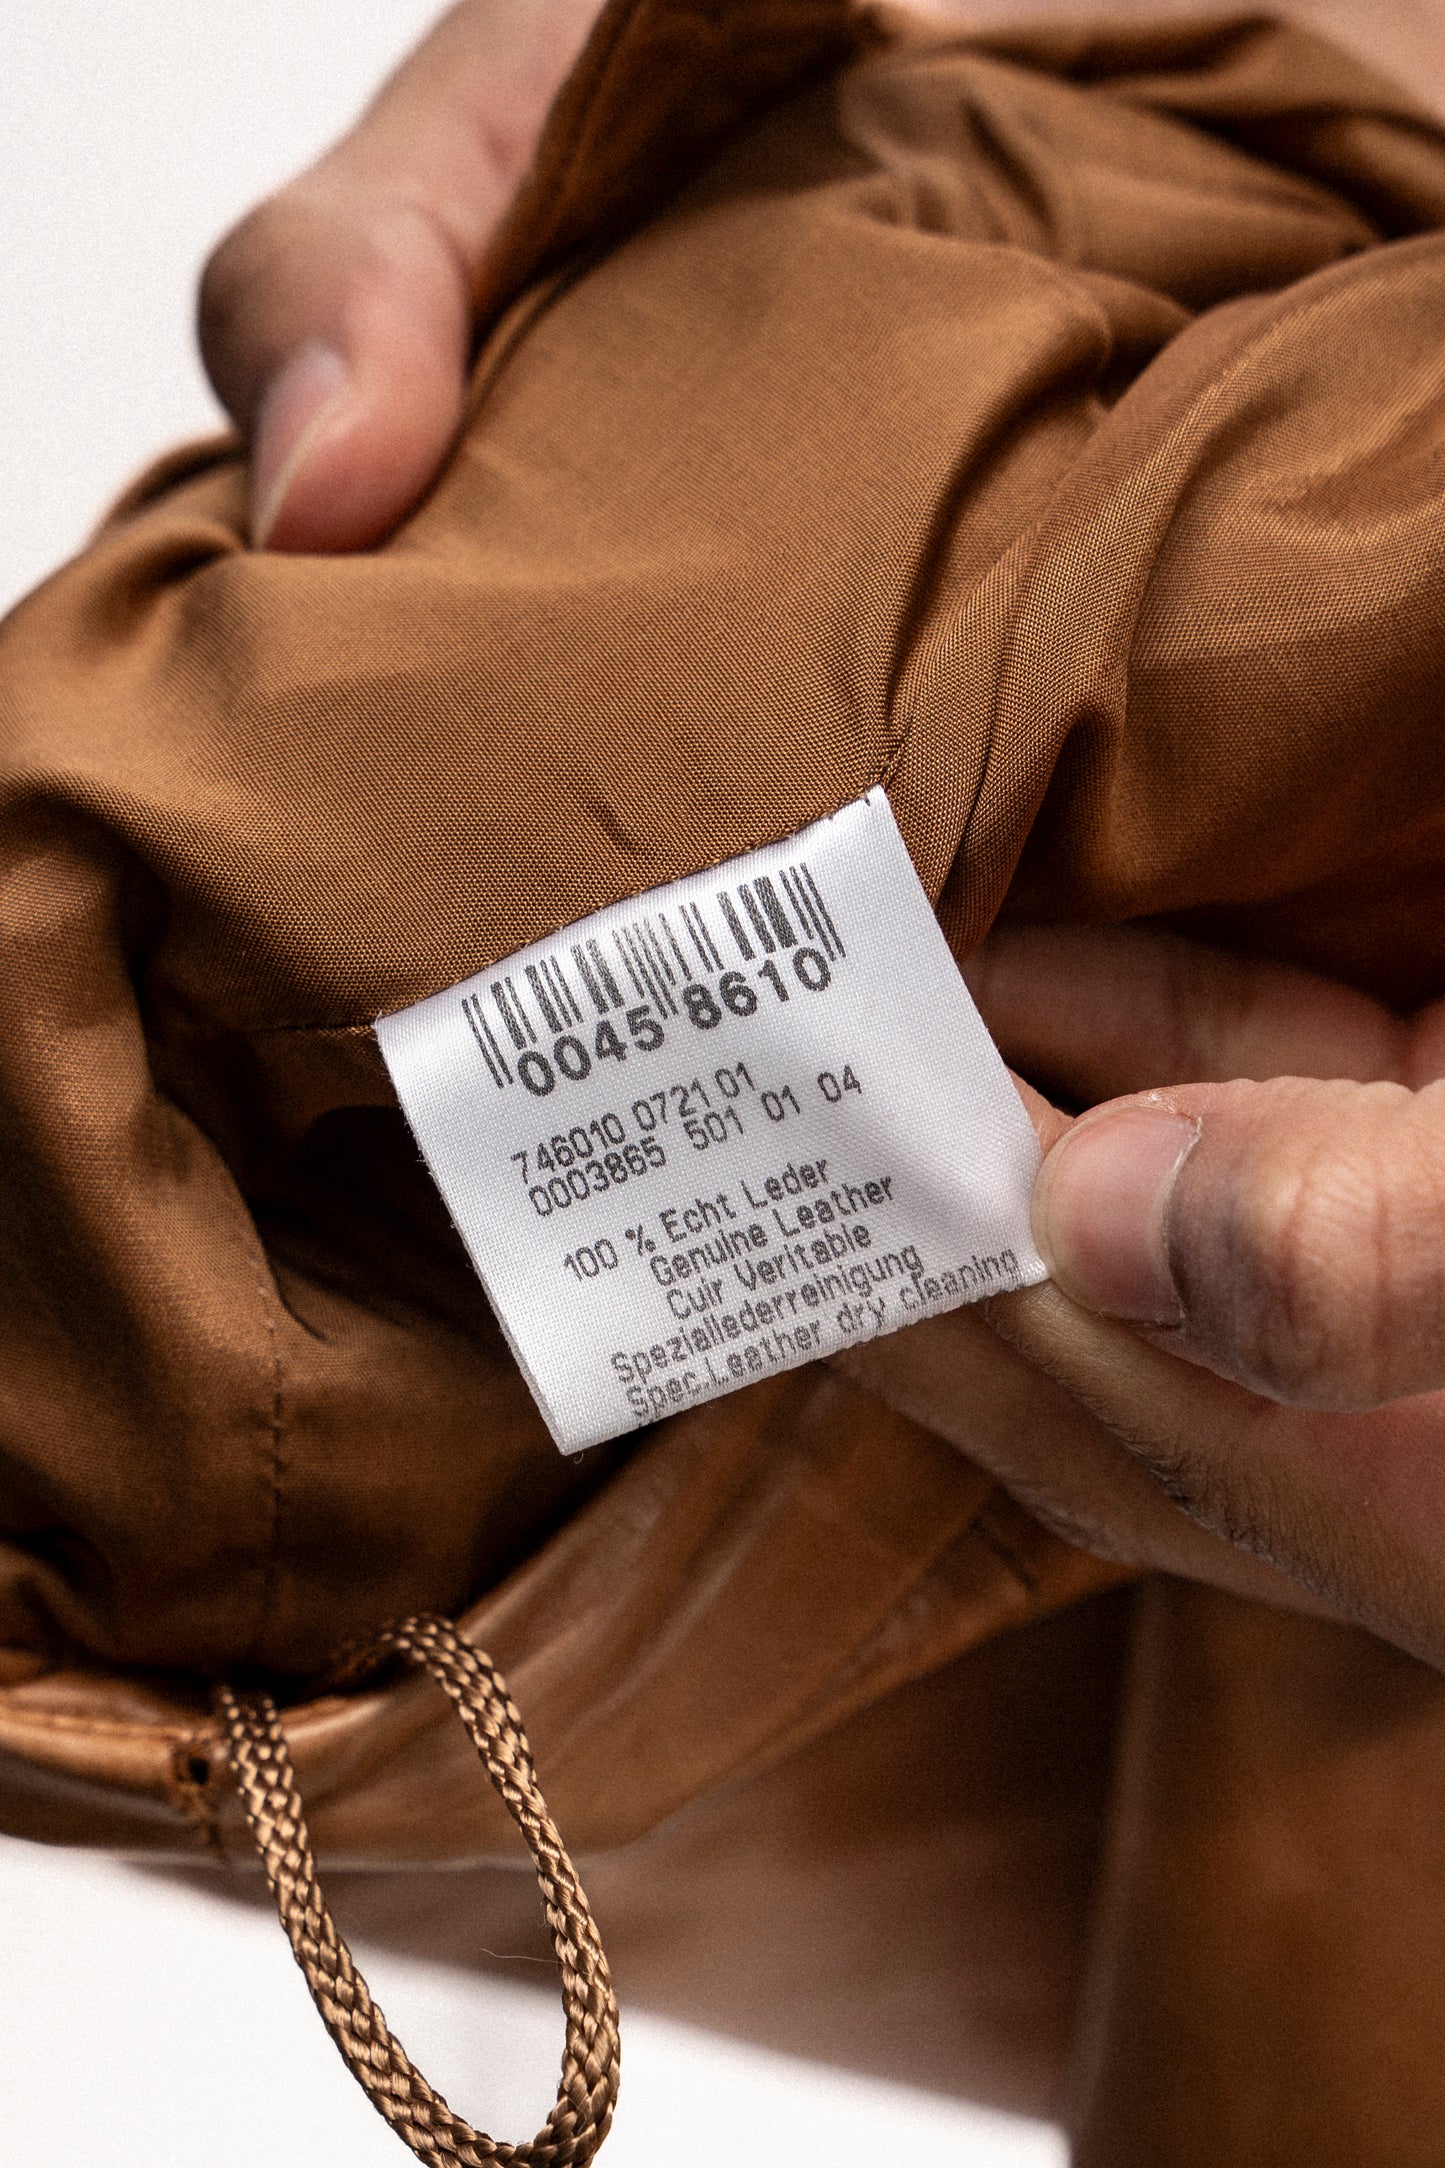 0045 8610
746010 0721 01
0003865 501 01 04
100 % Echt Leder
Genuine Leather
Cuir Veritable
Speziallederreinigung
Spec.Leather dry cleaning